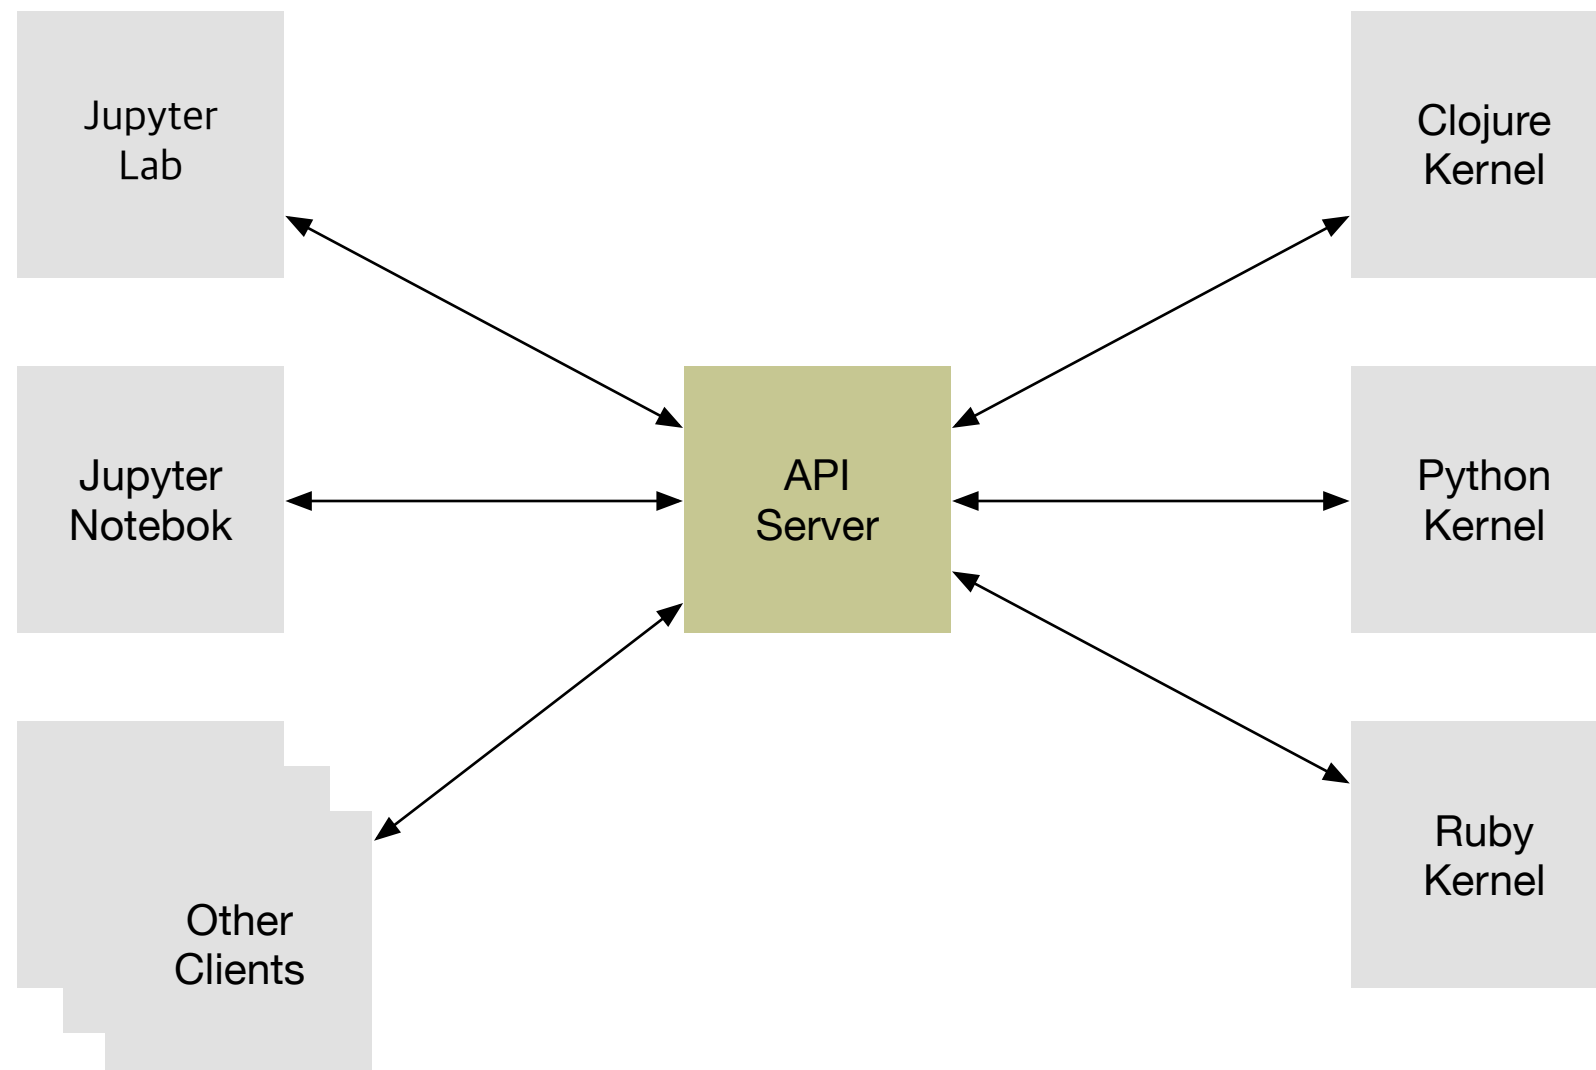 Jupyter
Lab
Clojure
Kernel
Jupyter
Notebok
API
Server
Python
Kernel
Other
Clients
Ruby
Kernel